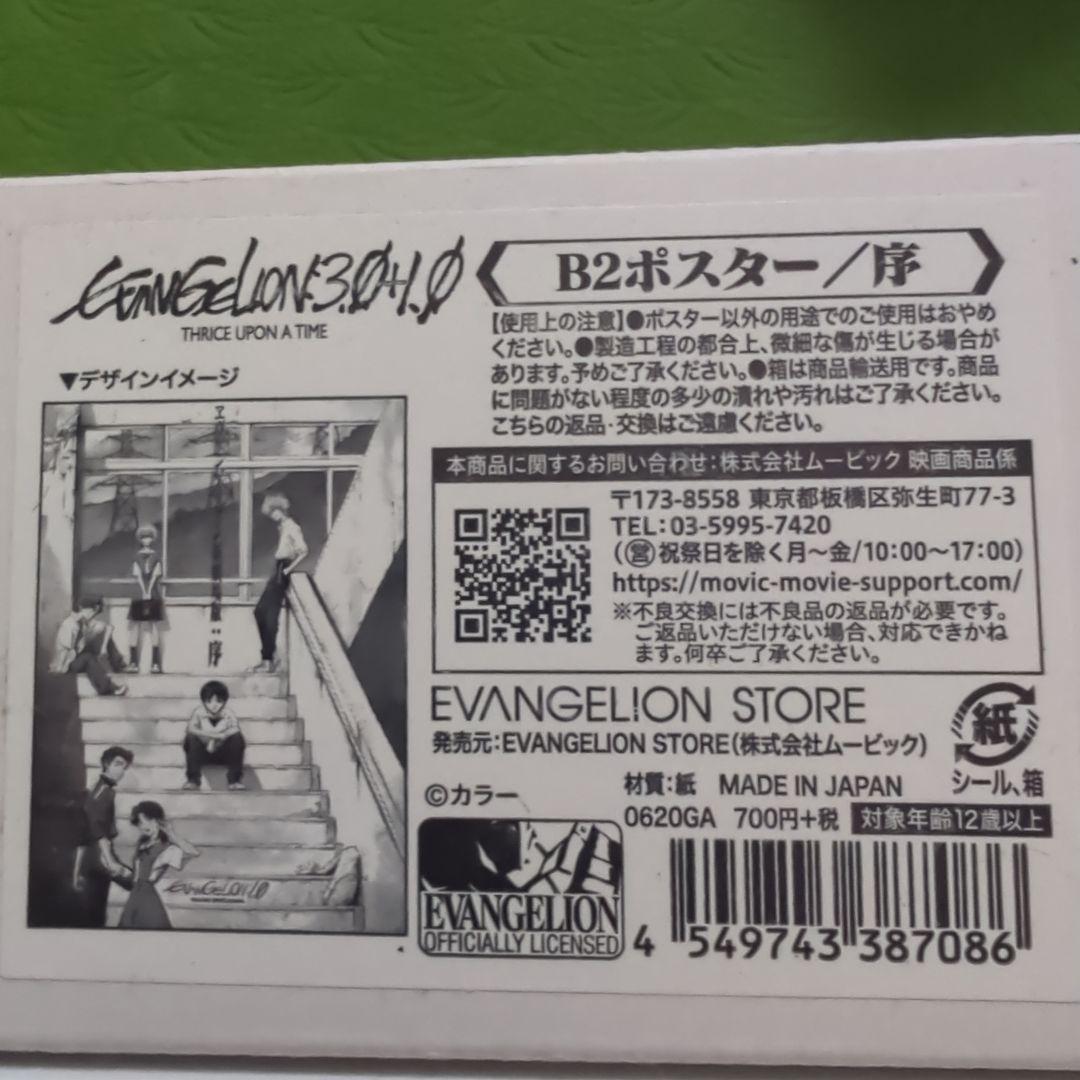 EVANGELION:3.0+1.0
THRICE UPON A TIME
▼デザインイメージ
B2ポスター/序
【使用上の注意】●ポスター以外の用途でのご使用はおやめ
ください。●製造工程の都合上、微細な傷が生じる場合が
あります。予めご了承ください。●箱は商品輸送用です。商品
に問題がない程度の多少の潰れや汚れはご了承ください。
こちらの返品・交換はご遠慮ください。
本商品に関するお問い合わせ:株式会社ムービック 映画商品係
〒173-8558 東京都板橋区弥生町77-3
TEL:03-5995-7420
(㊡祝祭日を除く月〜金/10:00〜17:00)
https://movic-movie-support.com/
※不良交換には不良品の返品が必要です。
ご返品いただけない場合、対応できかね
ます。何卒ご了承ください。
EVANGELION STORE
発売元:EVANGELION STORE(株式会社ムービック)
紙
シール、箱
©カラー
材質:紙 MADE IN JAPAN
0620GA 700円+税 対象年齢12歳以上
EVANGELION
OFFICIALLY LICENSED
4 549743 387086
EVANGELION:1.0